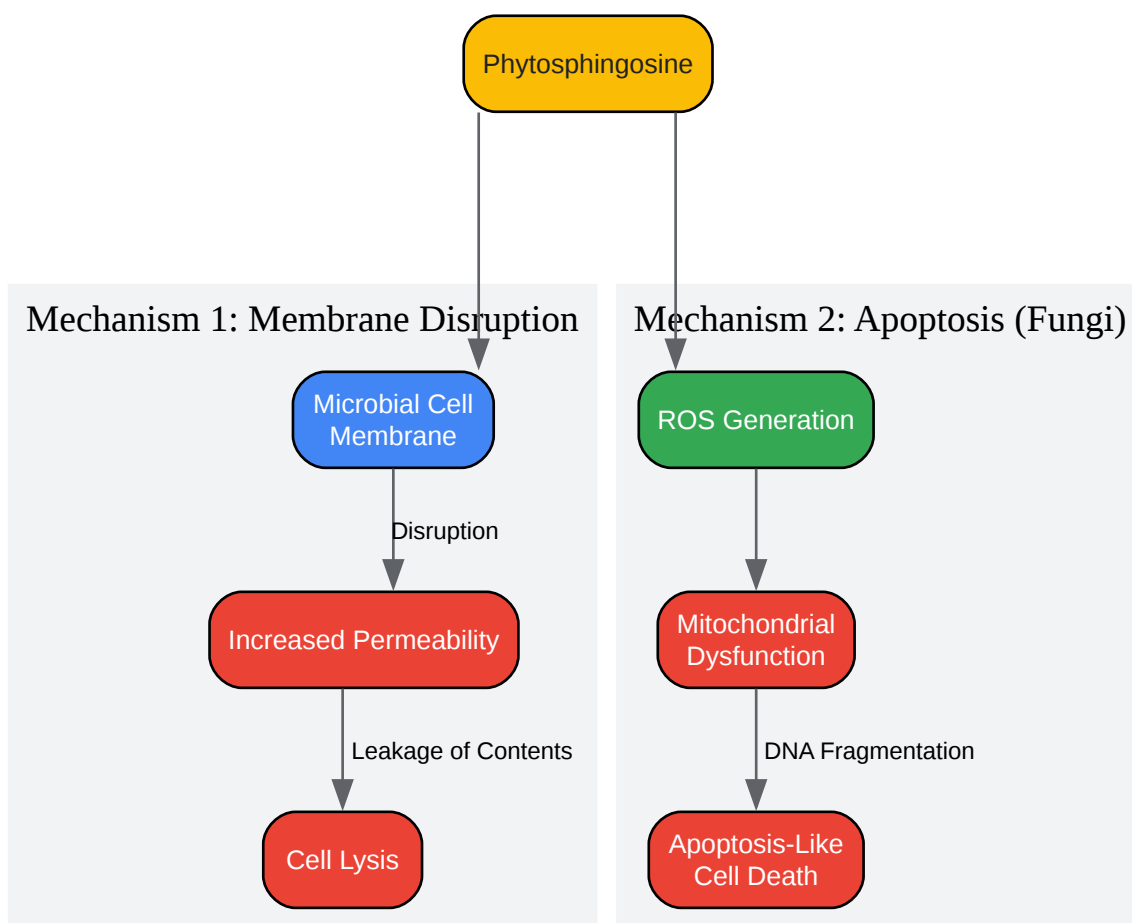 Phytosphingosine
Mechanism 1: Membrane Disruption
Microbial Cell
Membrane
Disruption
Increased Permeability
Leakage of Contents
Cell Lysis
Mechanism 2: Apoptosis (Fungi)
ROS Generation
Mitochondrial
Dysfunction
DNA Fragmentation
Apoptosis-Like
Cell Death